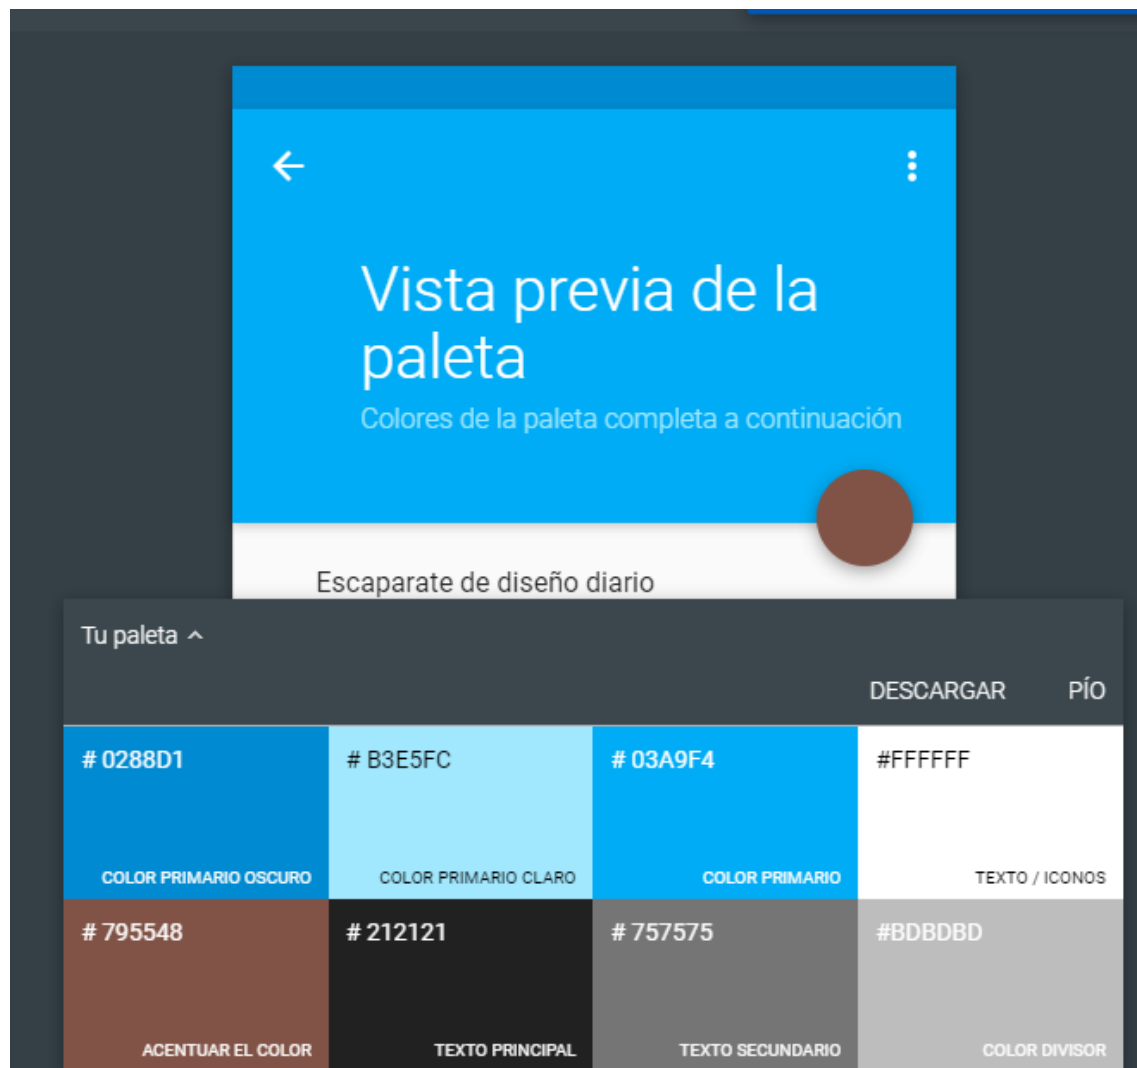 Vista previa de la
paleta
Colores de la paleta completa a continuación
Escaparate de diseño diario
Tu paleta
DESCARGAR PÍO
# 0288D1
COLOR PRIMARIO OSCURO
# B3E5FC
COLOR PRIMARIO CLARO
# 03A9F4
COLOR PRIMARIO
#FFFFFF
TEXTO / ICONOS
# 795548
ACENTUAR EL COLOR
# 212121
TEXTO PRINCIPAL
# 757575
TEXTO SECUNDARIO
#BDBDBD
COLOR DIVISOR